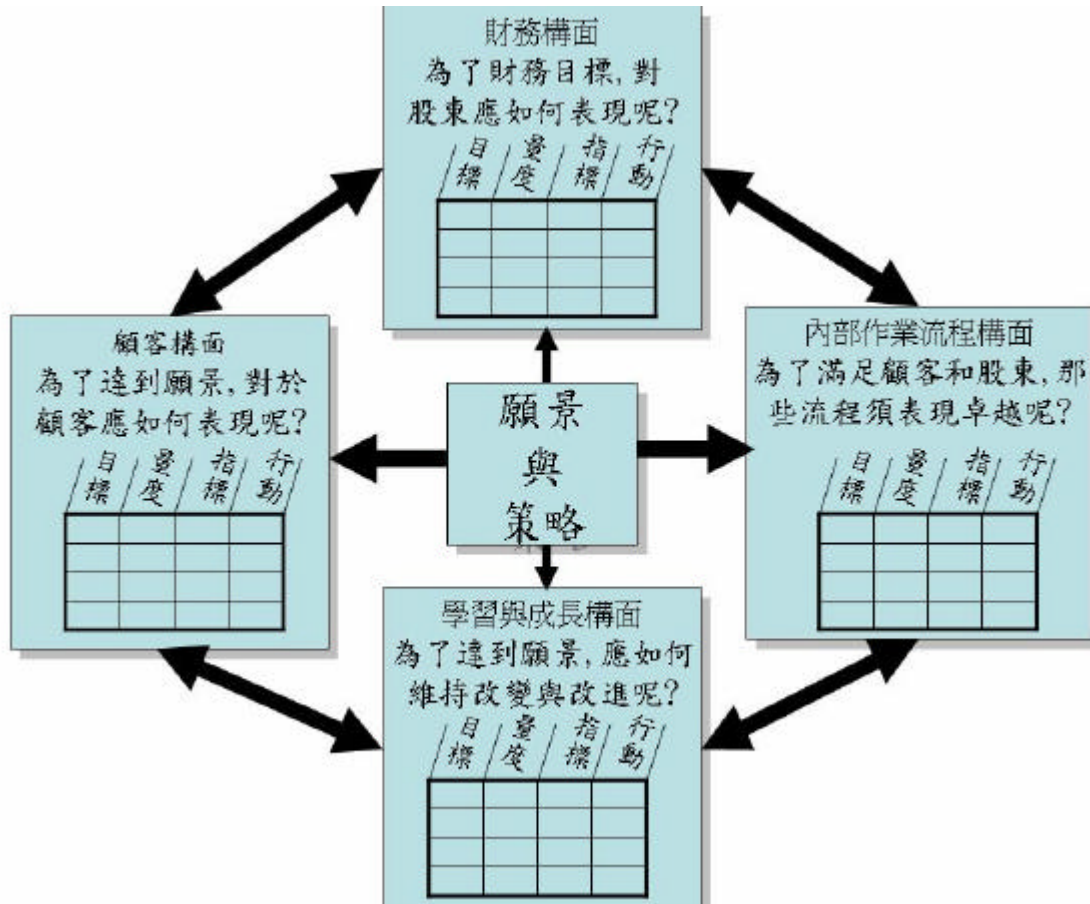 財務構面
為了財務目標, 對
股東應如何表現呢?
目標 量度 指標 行動
顧客構面
為了達到願景, 對於
顧客應如何表現呢?
目標 量度 指標 行動
願景
與
策略
內部作業流程構面
為了滿足顧客和股東, 那
些流程須表現卓越呢?
目標 量度 指標 行動
學習與成長構面
為了達到願景, 應如何
維持改變與改進呢?
目標 量度 指標 行動